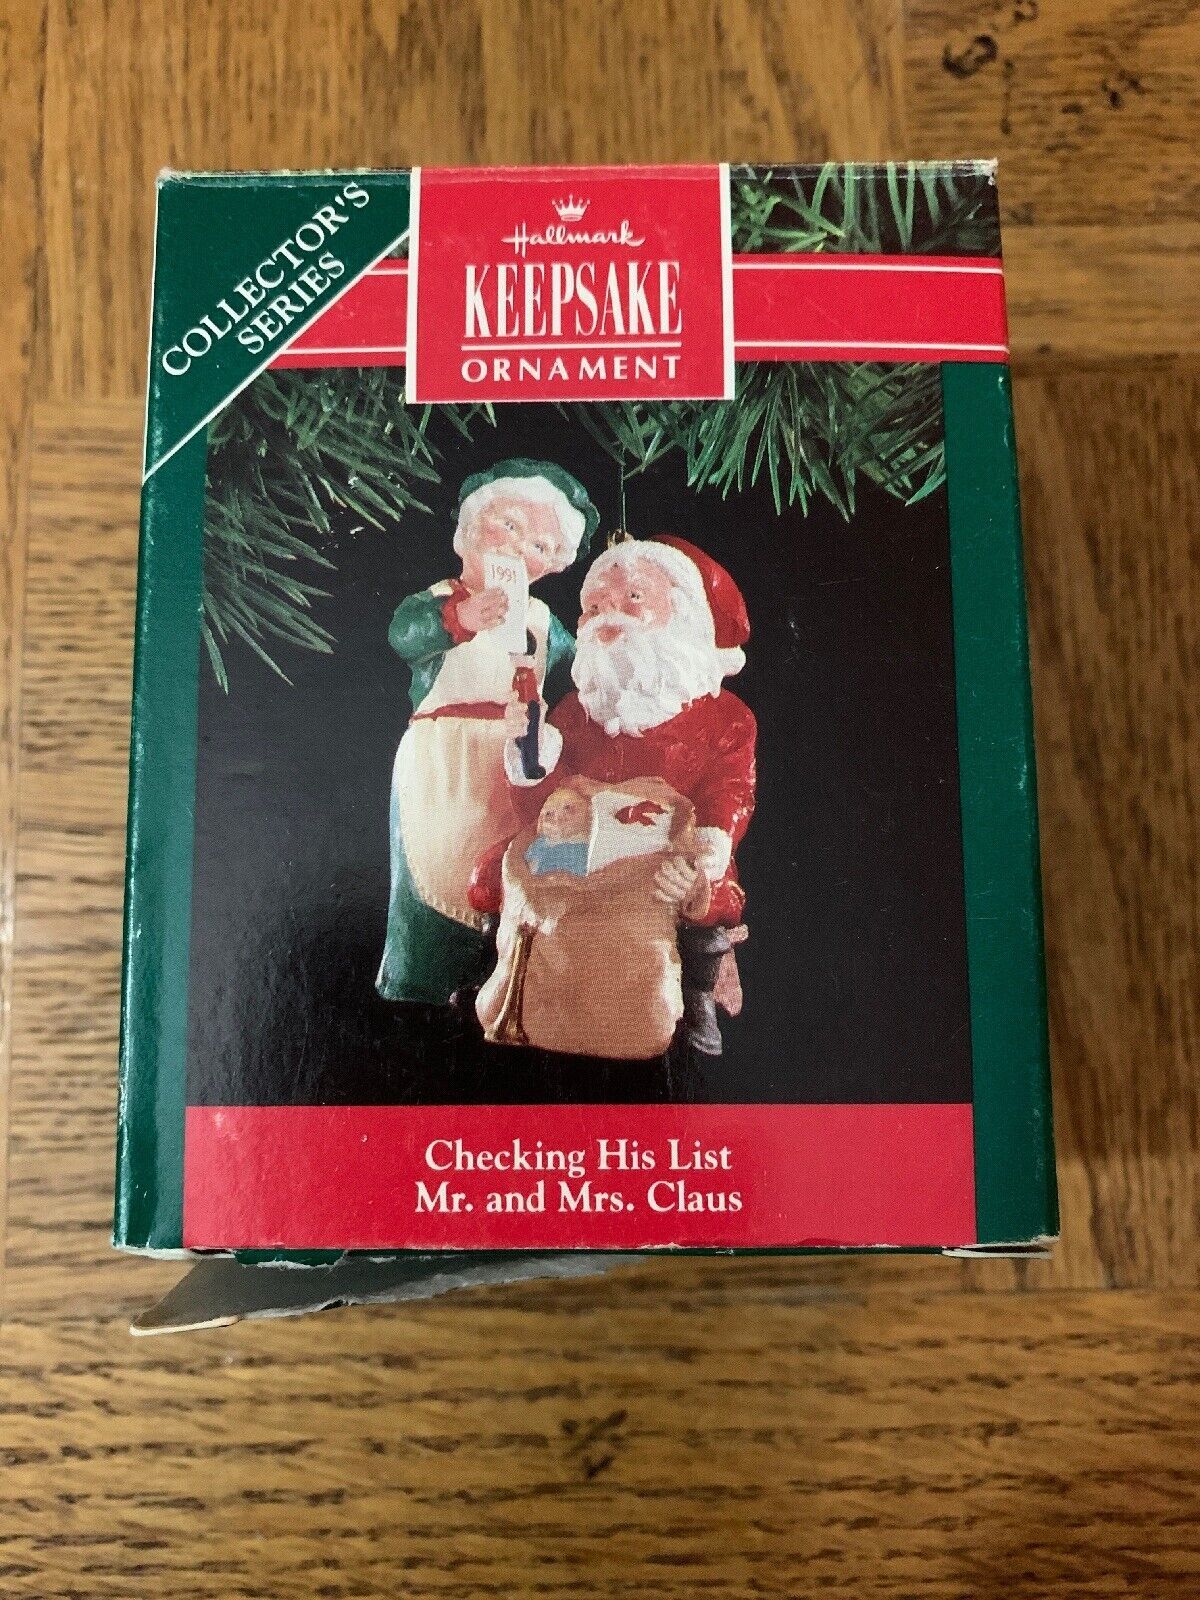 COLLECTOR'S
SERIES
Hallmark
KEEPSAKE
ORNAMENT
1991
Checking His List
Mr. and Mrs. Claus